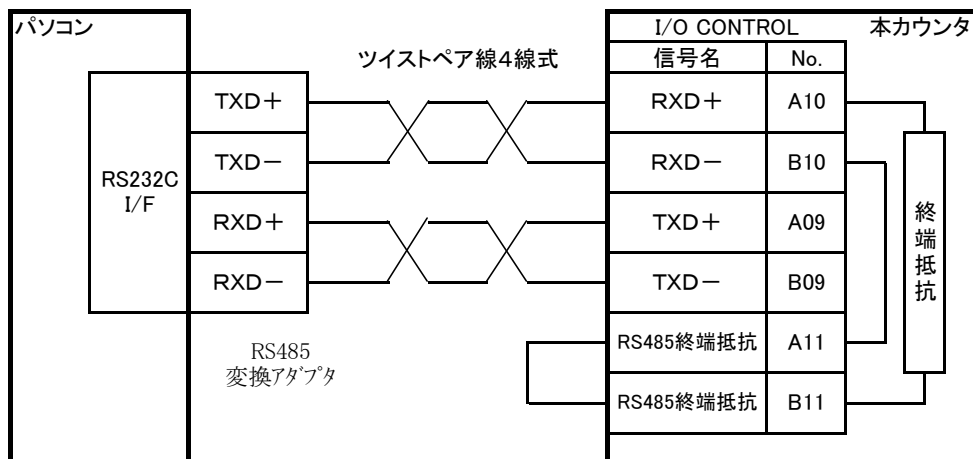 パソコン
I/O CONTROL
本カウンタ
ツイストペア線4線式
信号名
No.
RS232C
I/F
TXD+
TXD-
RXD+
RXD-
RXD+
A10
RXD-
B10
TXD+
A09
TXD-
B09
RS485終端抵抗
A11
RS485終端抵抗
B11
終端抵抗
RS485
変換アダプタ